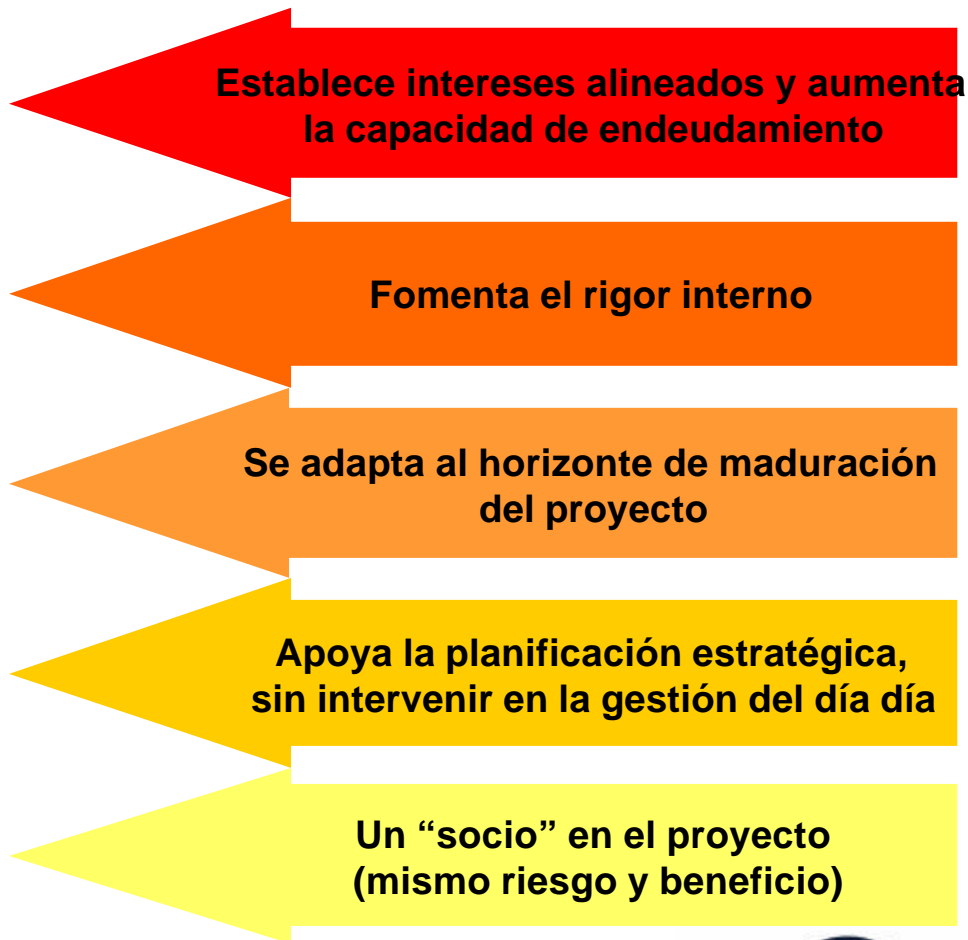 Establece intereses alineados y aumenta
la capacidad de endeudamiento
Fomenta el rigor interno
Se adapta al horizonte de maduración
del proyecto
Apoya la planificación estratégica,
sin intervenir en la gestión del día día
Un “socio” en el proyecto
(mismo riesgo y beneficio)